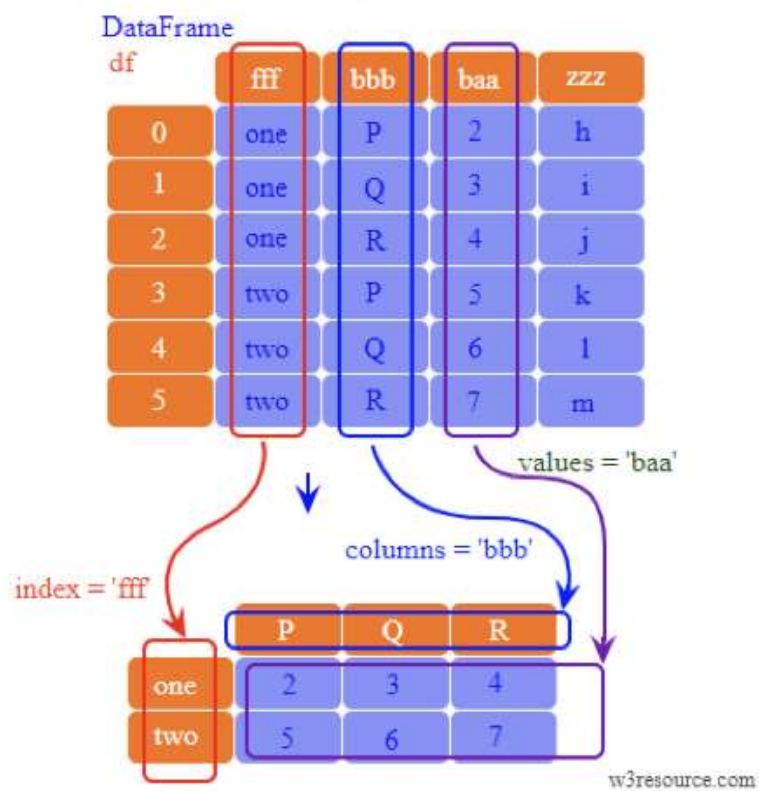 DataFrame
df
fff bbb baa zzz
0 one P 2 h
1 one Q 3 i
2 one R 4 j
3 two P 5 k
4 two Q 6 l
5 two R 7 m
values = 'baa'
columns = 'bbb'
index = 'fff'
P Q R
one 2 3 4
two 5 6 7
w3resource.com